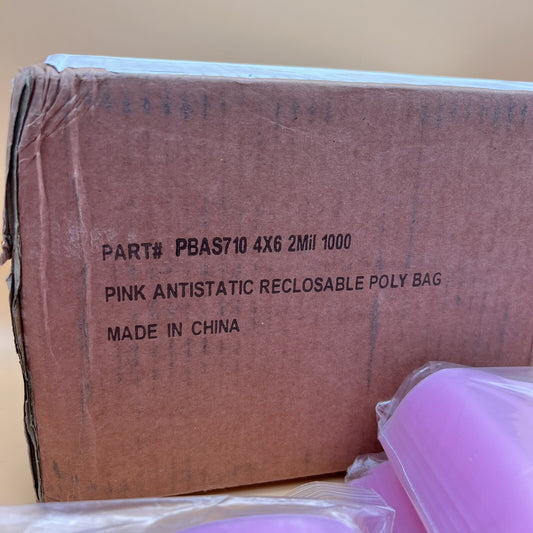 PART# PBAS710 4X6 2Mil 1000
PINK ANTISTATIC RECLOSABLE POLY BAG
MADE IN CHINA